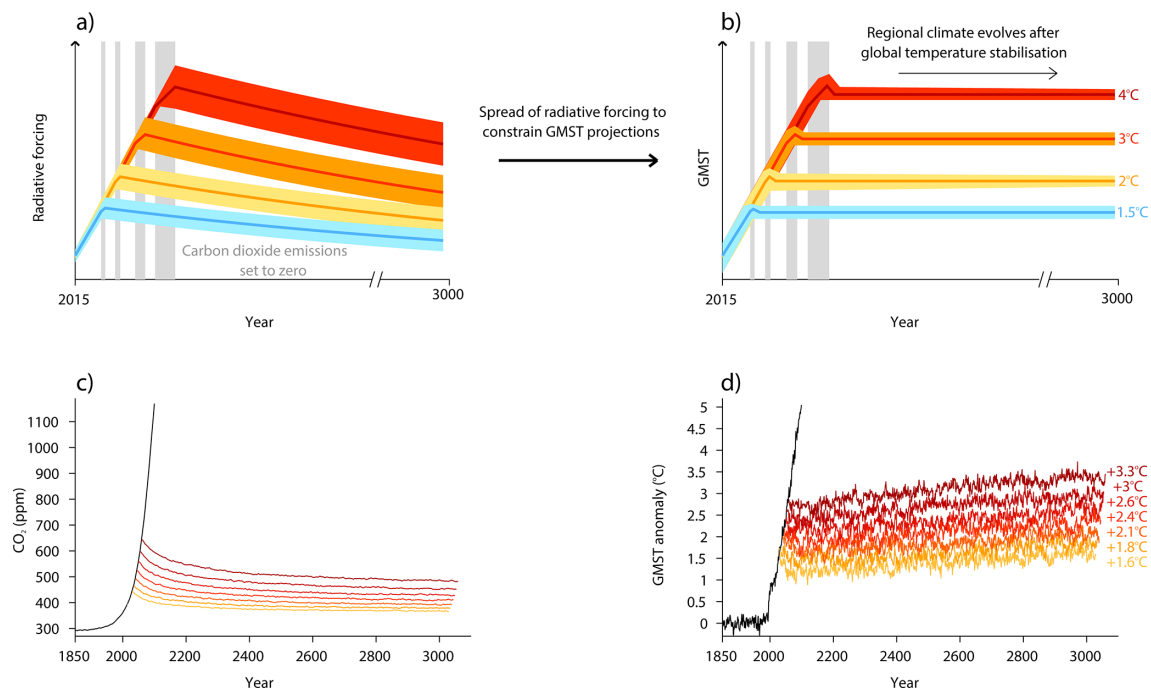 a)
Radiative forcing
Carbon dioxide emissions
set to zero
2015
3000
Year
Spread of radiative forcing to
constrain GMST projections
b)
Regional climate evolves after
global temperature stabilisation
GMST
4°C
3°C
2°C
1.5°C
2015
3000
Year
c)
CO2 (ppm)
1100
1000
900
800
700
600
500
400
300
1850
2000
2200
2400
2600
2800
3000
Year
d)
GMST anomaly (°C)
5
4.5
4
3.5
3
2.5
2
1.5
1
0.5
0
+3.3°C
+3°C
+2.6°C
+2.4°C
+2.1°C
+1.8°C
+1.6°C
1850
2000
2200
2400
2600
2800
3000
Year